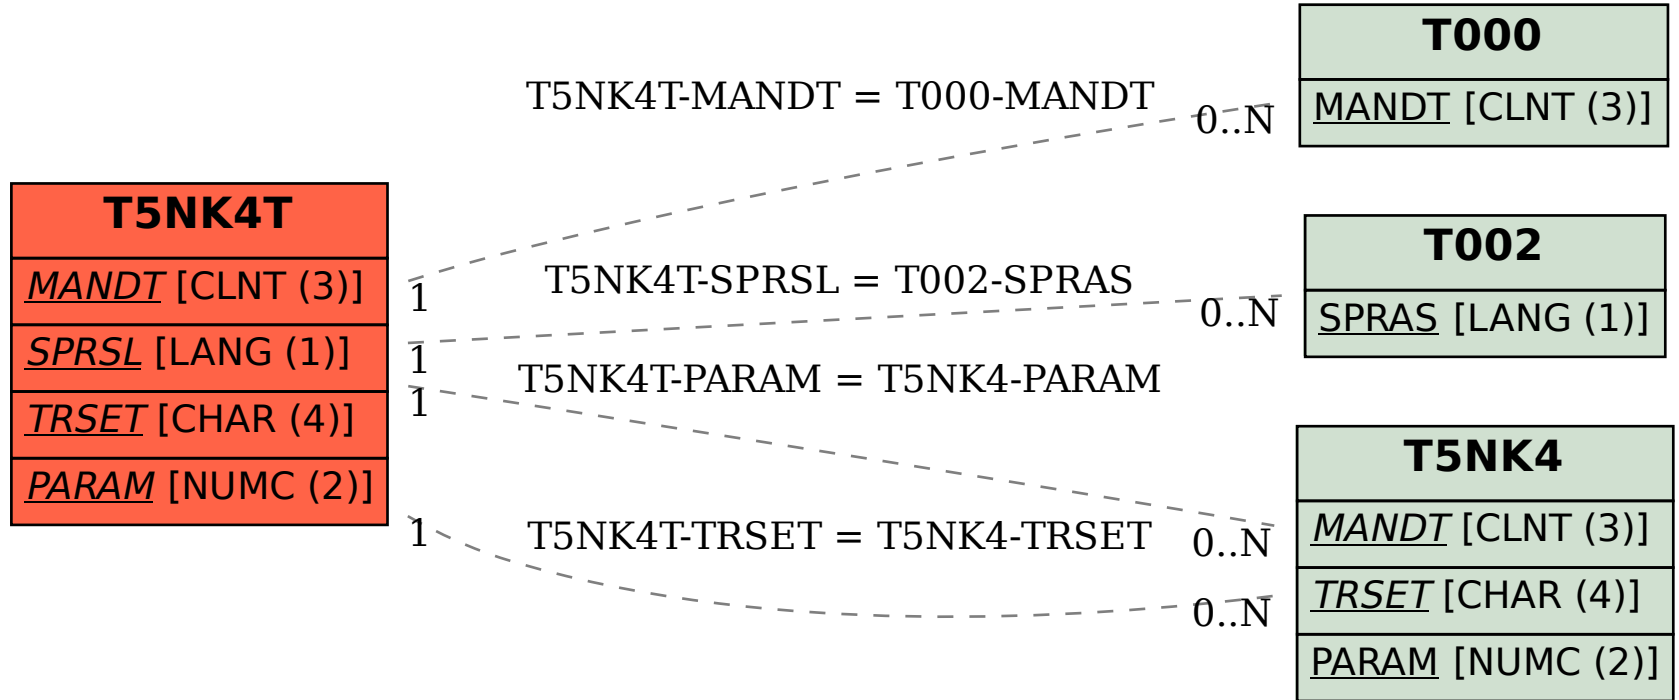 T5NK4T
MANDT [CLNT (3)]
SPRSL [LANG (1)]
TRSET [CHAR (4)]
PARAM [NUMC (2)]
T5NK4T-MANDT = T000-MANDT
1
0..N
T5NK4T-SPRSL = T002-SPRAS
1
0..N
T5NK4T-PARAM = T5NK4-PARAM
1
0..N
T5NK4T-TRSET = T5NK4-TRSET
1
0..N
T000
MANDT [CLNT (3)]
T002
SPRAS [LANG (1)]
T5NK4
MANDT [CLNT (3)]
TRSET [CHAR (4)]
PARAM [NUMC (2)]